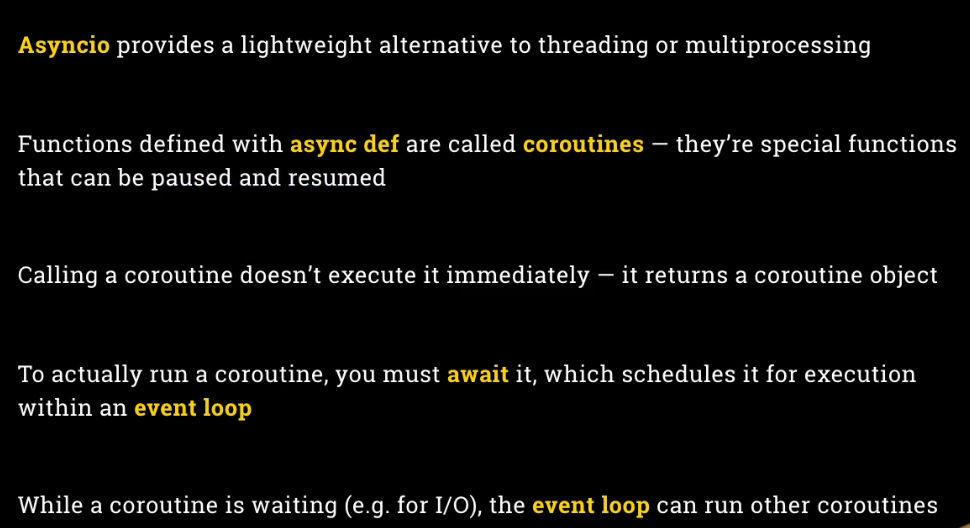 Asyncio provides a lightweight alternative to threading or multiprocessing
Functions defined with async def are called coroutines — they’re special functions
that can be paused and resumed
Calling a coroutine doesn’t execute it immediately — it returns a coroutine object
To actually run a coroutine, you must await it, which schedules it for execution
within an event loop
While a coroutine is waiting (e.g. for I/O), the event loop can run other coroutines